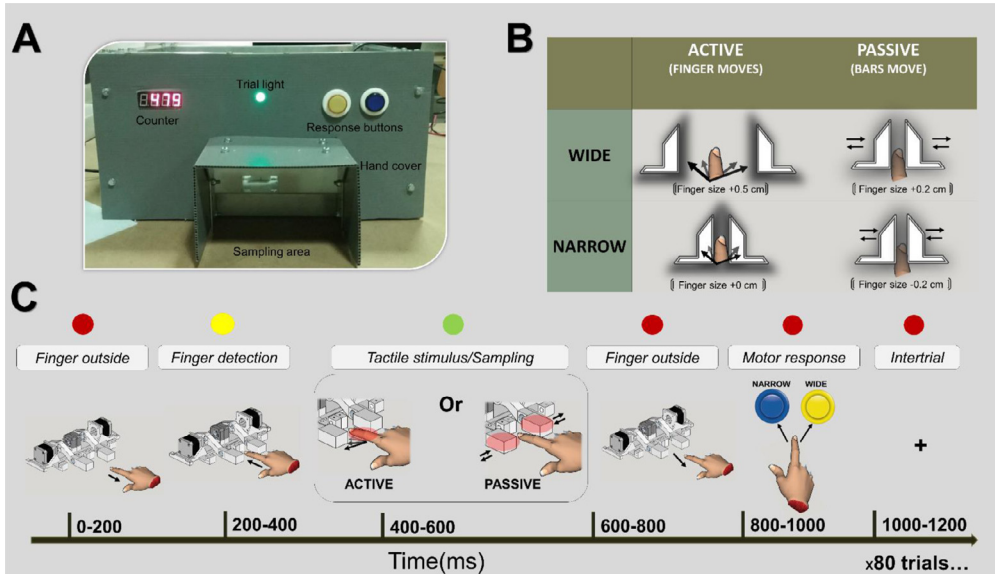 A
479
Counter
Trial light
Response buttons
Hand cover
Sampling area
B
ACTIVE
(FINGER MOVES)
PASSIVE
(BARS MOVE)
WIDE
(Finger size +0.5 cm)
(Finger size +0.2 cm)
NARROW
(Finger size +0 cm)
(Finger size -0.2 cm)
C
Finger outside
Finger detection
Tactile stimulus/Sampling
Finger outside
Motor response
Intertrial
NARROW
WIDE
Or
+
ACTIVE
PASSIVE
0-200
200-400
400-600
600-800
800-1000
1000-1200
Time(ms)
x80 trials...